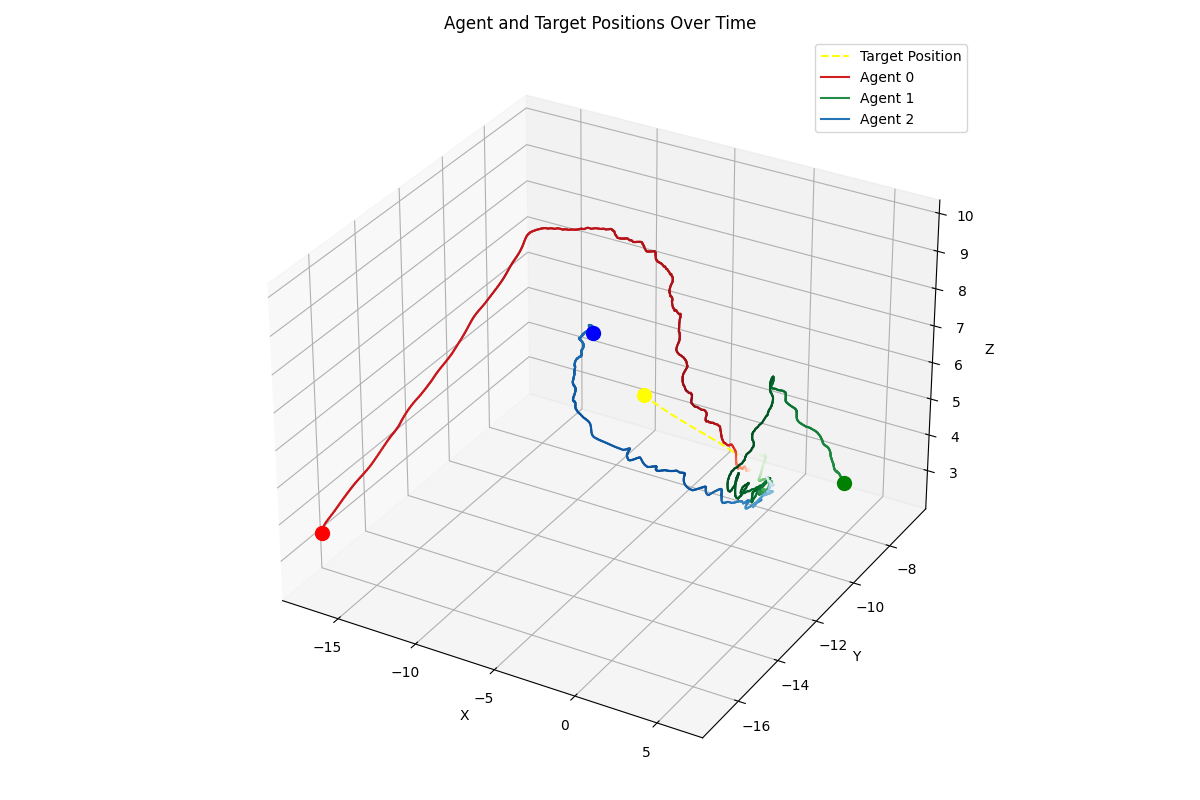 Agent and Target Positions Over Time
Target Position
Agent 0
Agent 1
Agent 2
10
9
8
7
6
5
4
3
Z
−8
−10
−12
−14
−16
Y
−15
−10
−5
0
5
X